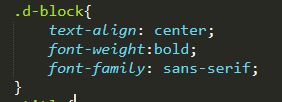 .d-block{
text-align: center;
font-weight:bold;
font-family: sans-serif;
}